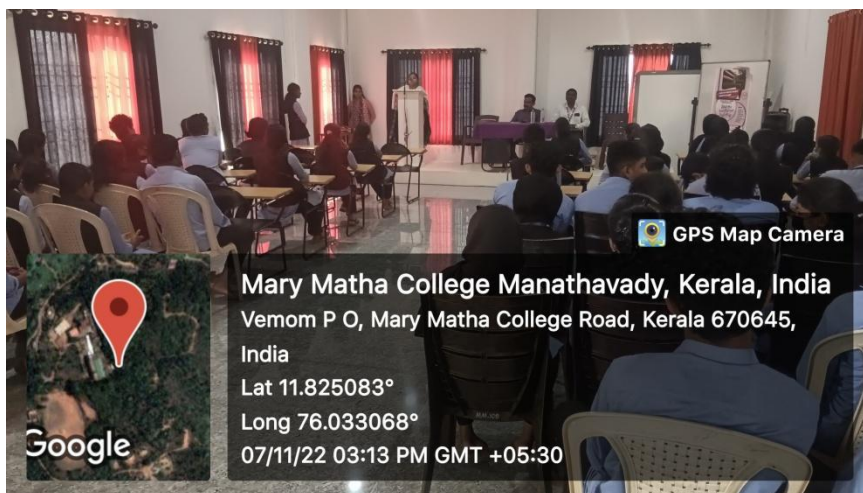 GPS Map Camera
Mary Matha College Manathavady, Kerala, India
Vemom P O, Mary Matha College Road, Kerala 670645,
India
Lat 11.825083°
Long 76.033068°
07/11/22 03:13 PM GMT +05:30
Google